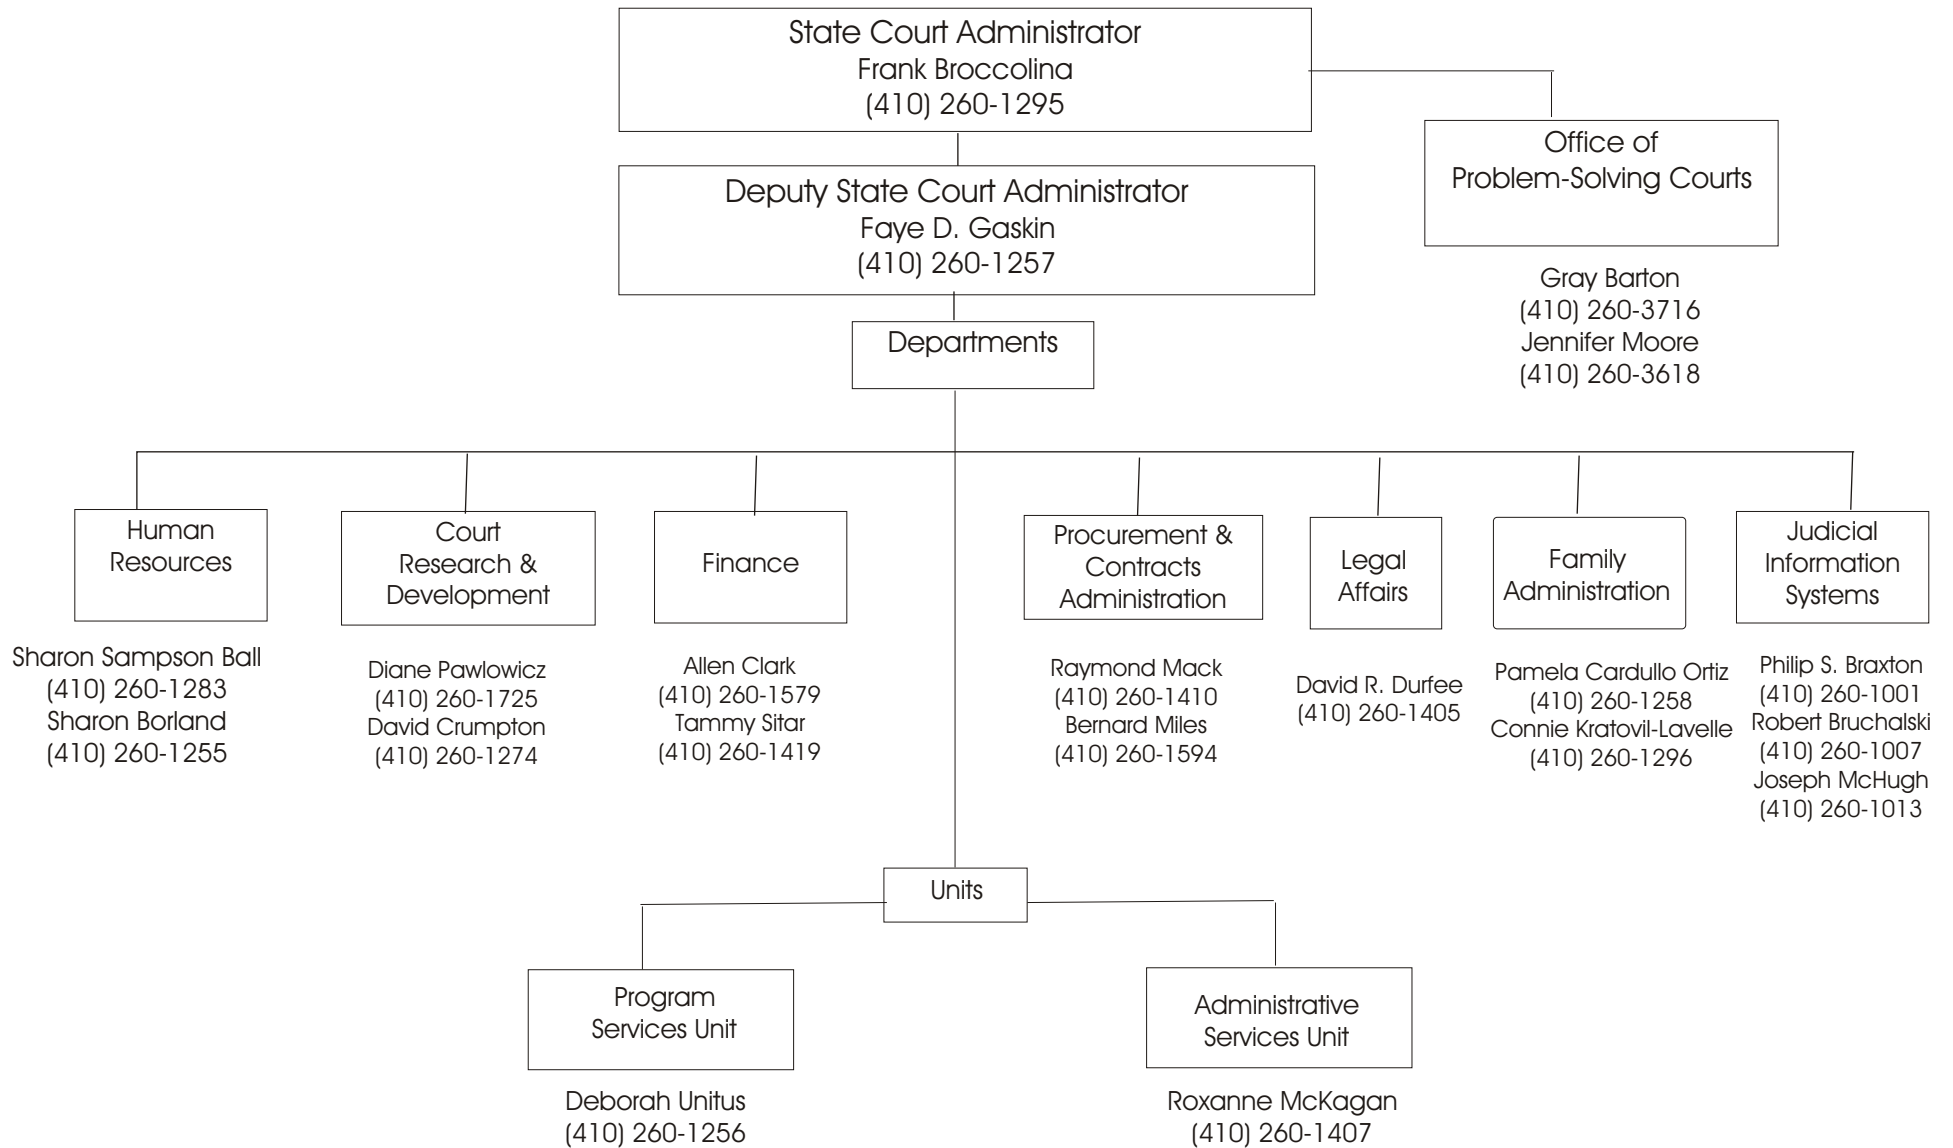 State Court Administrator
Frank Broccolina
(410) 260-1295
Deputy State Court Administrator
Faye D. Gaskin
(410) 260-1257
Office of
Problem-Solving Courts
Gray Barton
(410) 260-3716
Jennifer Moore
(410) 260-3618
Departments
Human
Resources
Sharon Sampson Ball
(410) 260-1283
Sharon Borland
(410) 260-1255
Court
Research &
Development
Diane Pawlowicz
(410) 260-1725
David Crumpton
(410) 260-1274
Finance
Allen Clark
(410) 260-1579
Tammy Sitar
(410) 260-1419
Procurement &
Contracts
Administration
Raymond Mack
(410) 260-1410
Bernard Miles
(410) 260-1594
Legal
Affairs
David R. Durfee
(410) 260-1405
Family
Administration
Pamela Cardullo Ortiz
(410) 260-1258
Connie Kratovil-Lavelle
(410) 260-1296
Judicial
Information
Systems
Philip S. Braxton
(410) 260-1001
Robert Bruchalski
(410) 260-1007
Joseph McHugh
(410) 260-1013
Units
Program
Services Unit
Deborah Unitus
(410) 260-1256
Administrative
Services Unit
Roxanne McKagan
(410) 260-1407